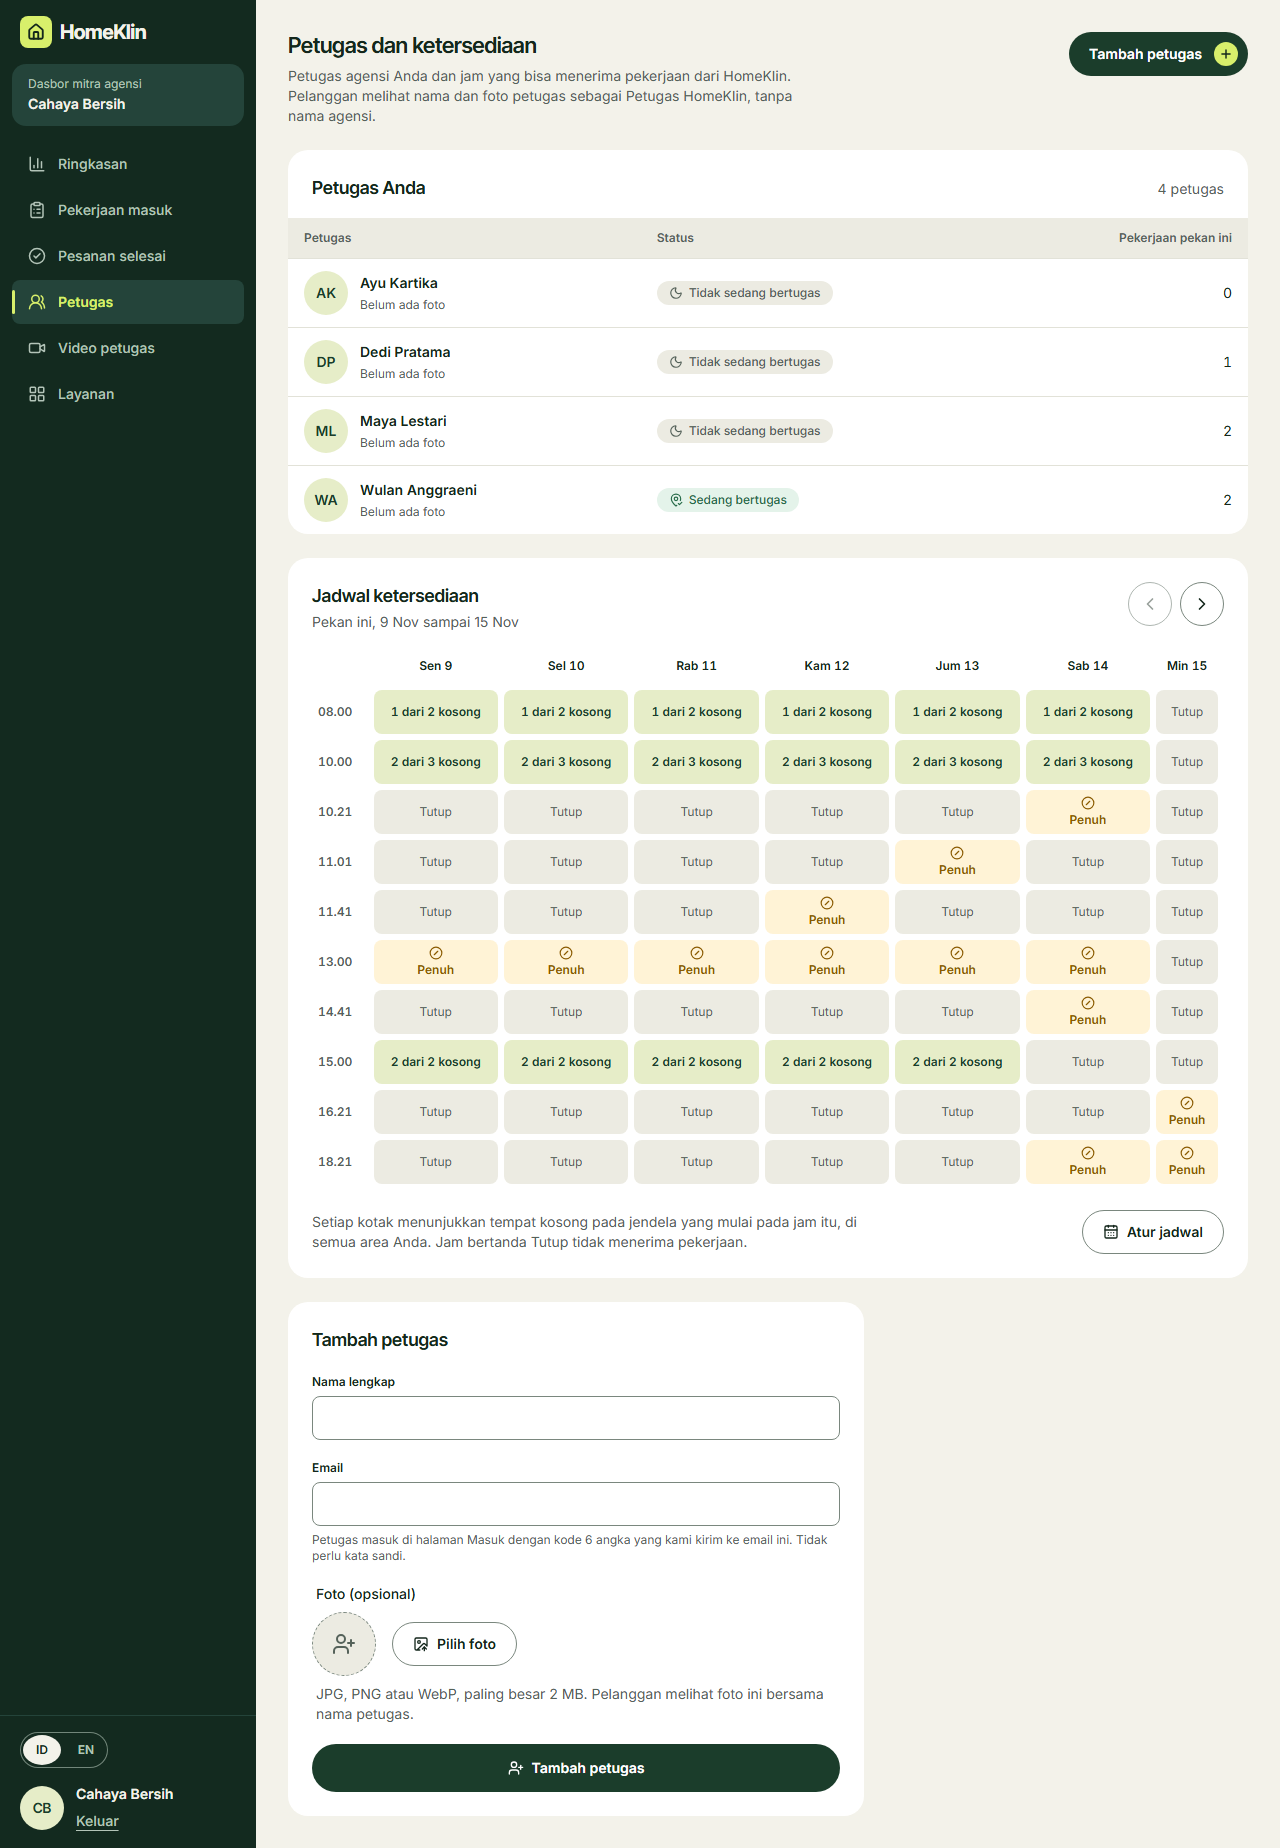 HomeKlin
Dasbor mitra agensi
Cahaya Bersih
Ringkasan
Pekerjaan masuk
Pesanan selesai
Petugas
Video petugas
Layanan
ID EN
CB Cahaya Bersih
Keluar
Petugas dan ketersediaan
Petugas agensi Anda dan jam yang bisa menerima pekerjaan dari HomeKlin.
Pelanggan melihat nama dan foto petugas sebagai Petugas HomeKlin, tanpa
nama agensi.
Tambah petugas
Petugas Anda
4 petugas
Petugas Status Pekerjaan pekan ini
AK Ayu Kartika
Belum ada foto
Tidak sedang bertugas
0
DP Dedi Pratama
Belum ada foto
Tidak sedang bertugas
1
ML Maya Lestari
Belum ada foto
Tidak sedang bertugas
2
WA Wulan Anggraeni
Belum ada foto
Sedang bertugas
2
Jadwal ketersediaan
Pekan ini, 9 Nov sampai 15 Nov
Sen 9 Sel 10 Rab 11 Kam 12 Jum 13 Sab 14 Min 15
08.00 1 dari 2 kosong 1 dari 2 kosong 1 dari 2 kosong 1 dari 2 kosong 1 dari 2 kosong 1 dari 2 kosong Tutup
10.00 2 dari 3 kosong 2 dari 3 kosong 2 dari 3 kosong 2 dari 3 kosong 2 dari 3 kosong 2 dari 3 kosong Tutup
10.21 Tutup Tutup Tutup Tutup Tutup Penuh Tutup
11.01 Tutup Tutup Tutup Tutup Penuh Tutup Tutup
11.41 Tutup Tutup Tutup Penuh Tutup Tutup Tutup
13.00 Penuh Penuh Penuh Penuh Penuh Penuh Tutup
14.41 Tutup Tutup Tutup Tutup Tutup Penuh Tutup
15.00 2 dari 2 kosong 2 dari 2 kosong 2 dari 2 kosong 2 dari 2 kosong 2 dari 2 kosong Tutup Tutup
16.21 Tutup Tutup Tutup Tutup Tutup Tutup Penuh
18.21 Tutup Tutup Tutup Tutup Tutup Penuh Penuh
Setiap kotak menunjukkan tempat kosong pada jendela yang mulai pada jam itu, di
semua area Anda. Jam bertanda Tutup tidak menerima pekerjaan.
Atur jadwal
Tambah petugas
Nama lengkap
Email
Petugas masuk di halaman Masuk dengan kode 6 angka yang kami kirim ke email ini. Tidak
perlu kata sandi.
Foto (opsional)
Pilih foto
JPG, PNG atau WebP, paling besar 2 MB. Pelanggan melihat foto ini bersama
nama petugas.
Tambah petugas